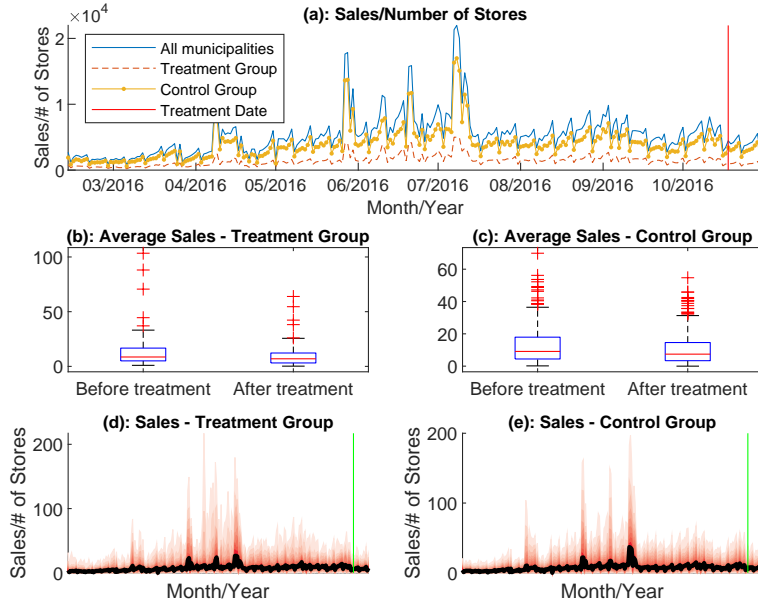 (a): Sales/Number of Stores
×10^4
2
1
0
Sales/# of Stores
All municipalities
Treatment Group
Control Group
Treatment Date
03/2016 04/2016 05/2016 06/2016 07/2016 08/2016 09/2016 10/2016
Month/Year
(b): Average Sales - Treatment Group
100
50
0
Before treatment After treatment
(c): Average Sales - Control Group
60
40
20
0
Before treatment After treatment
(d): Sales - Treatment Group
200
100
0
Sales/# of Stores
Month/Year
(e): Sales - Control Group
200
100
0
Sales/# of Stores
Month/Year